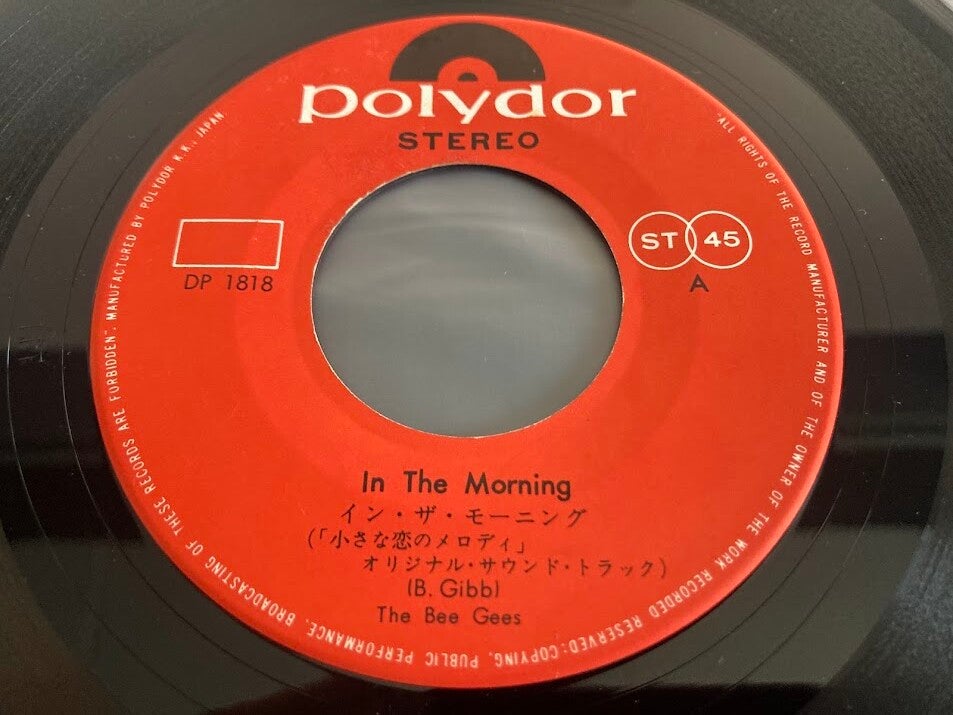 polydor
STEREO
DP 1818
ST 45
A
In The Morning
イン・ザ・モーニング
(「小さな恋のメロディ」
オリジナル・サウンド・トラック)
(B. Gibb)
The Bee Gees
"ALL RIGHTS OF THE RECORD MANUFACTURER AND OF THE OWNER OF THE WORK RECORDED RESERVED: COPYING, PUBLIC PERFORMANCE, BROADCASTING OF THESE RECORDS ARE FURBIDDEN". MANUFACTURED BY POLYDOR K.K., JAPAN